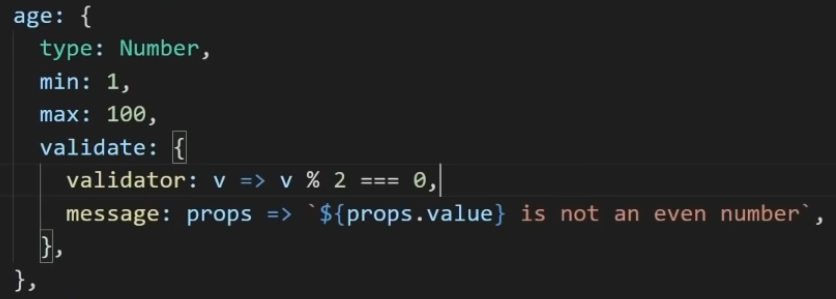 age: {
  type: Number,
  min: 1,
  max: 100,
  validate: {
    validator: v => v % 2 === 0,
    message: props => `${props.value} is not an even number`,
  },
},